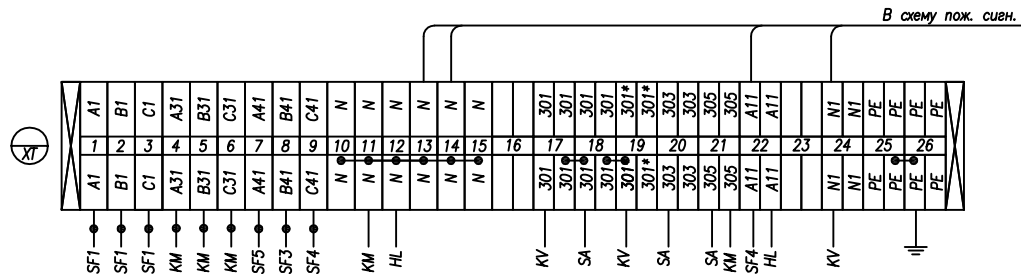 В схему пож. сигн.
A1 B1 C1 A31 B31 C31 A41 B41 C41 N N N N N N 301 301 301 301 301* 301* 303 303 305 305 A11 A11 N1 N1 PE PE PE PE
XT 1 2 3 4 5 6 7 8 9 10 11 12 13 14 15 16 17 18 19 20 21 22 23 24 25 26
A1 B1 C1 A31 B31 C31 A41 B41 C41 N N N N N N 301 301 301 301 301 301* 303 303 305 305 A11 A11 N1 N1 PE PE PE PE
SF1 SF1 SF1 KM KM KM SF5 SF3 SF4 KM HL KV SA KV SA SA KM SF4 HL KV